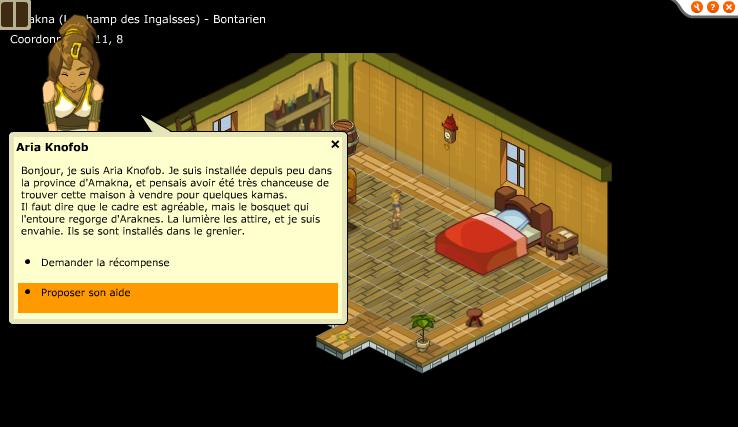 akna (L champ des Ingalsses) - Bontarien
Coordon 11, 8
Aria Knofob
Bonjour, je suis Aria Knofob. Je suis installée depuis peu dans
la province d'Amakna, et pensais avoir été très chanceuse de
trouver cette maison à vendre pour quelques kamas.
Il faut dire que le cadre est agréable, mais le bosquet qui
l'entoure regorge d'Araknes. La lumière les attire, et je suis
envahie. Ils se sont installés dans le grenier.
Demander la récompense
Proposer son aide